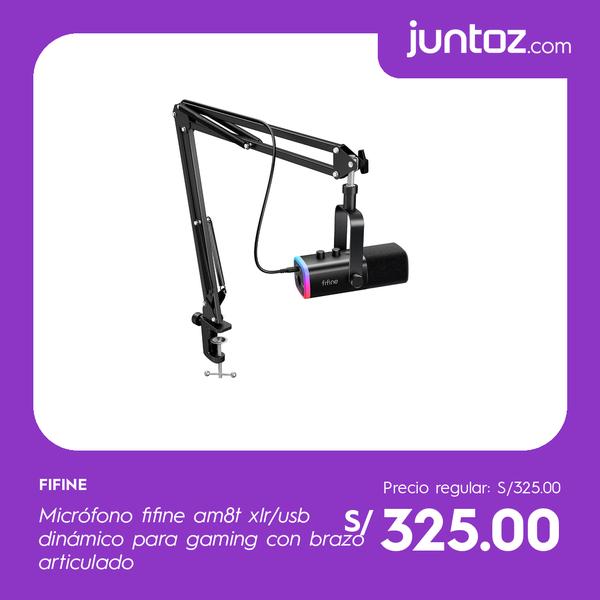 juntoz.com
fifine
FIFINE
Precio regular: S/325.00
Micrófono fifine am8t xlr/usb
dinámico para gaming con brazo
articulado
S/ 325.00